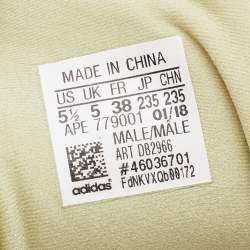 MADE IN CHINA
US UK FR JP CHN
5½ 5 38 235 235
APE 779001 01/18
MALE/MALE
ART DB2966
#46036701
adidas FdNKVXQb00172